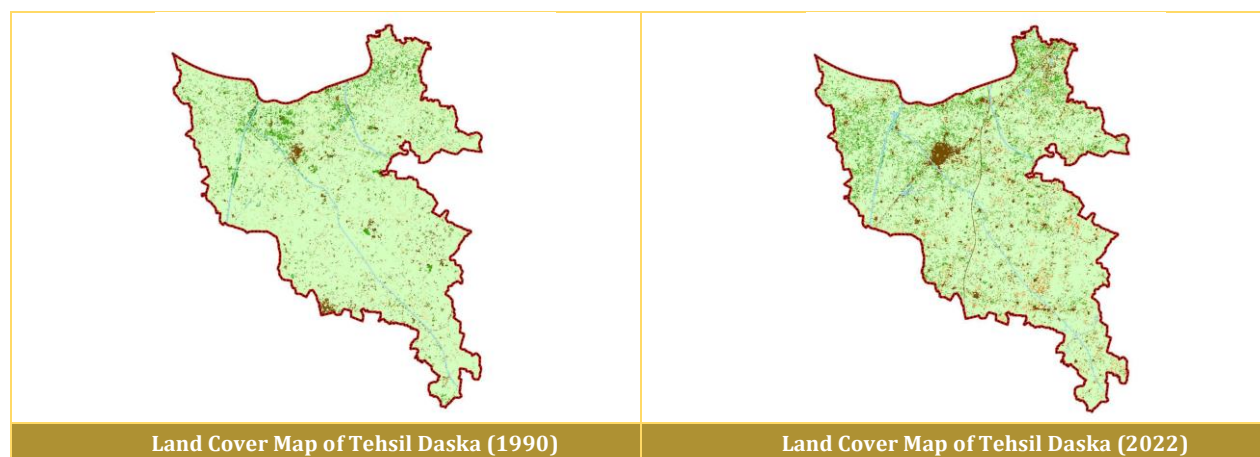 Land Cover Map of Tehsil Daska (1990)
Land Cover Map of Tehsil Daska (2022)